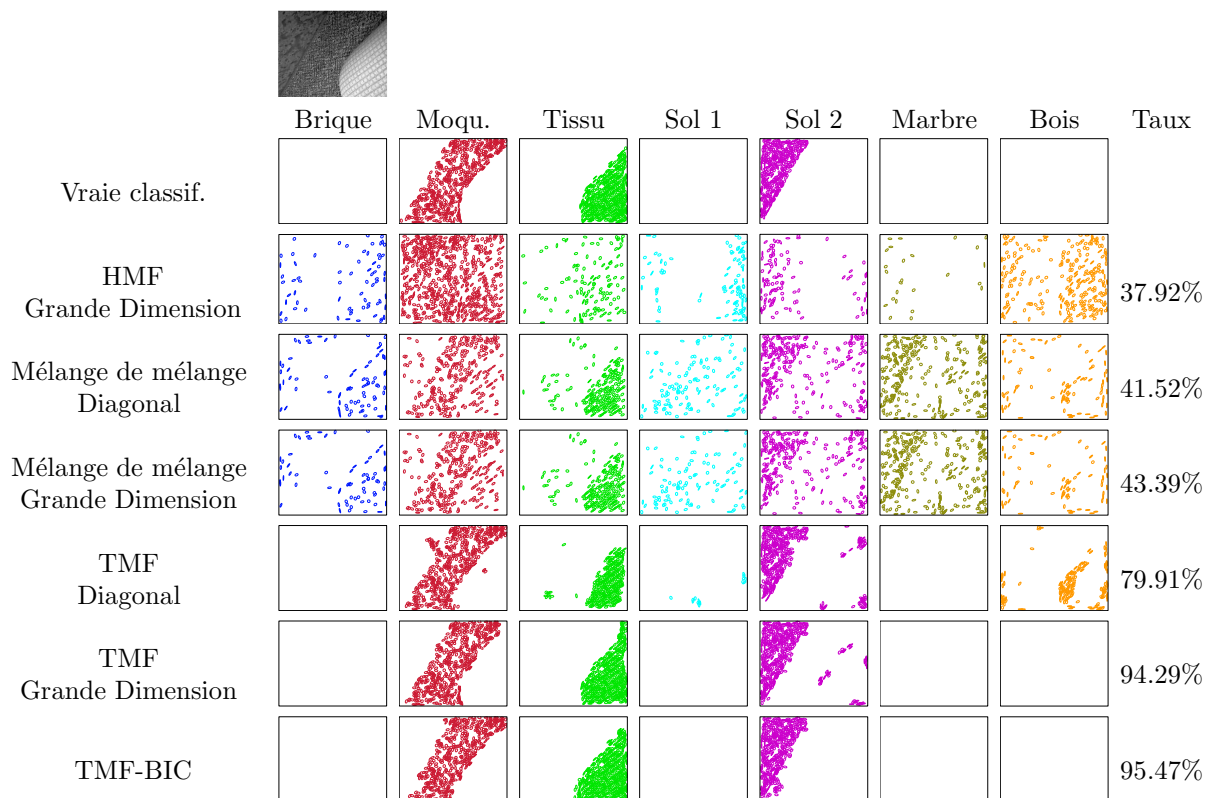 Brique Moqu. Tissu Sol 1 Sol 2 Marbre Bois Taux
Vraie classif.
HMF
Grande Dimension
37.92%
Mélange de mélange
Diagonal
41.52%
Mélange de mélange
Grande Dimension
43.39%
TMF
Diagonal
79.91%
TMF
Grande Dimension
94.29%
TMF-BIC
95.47%